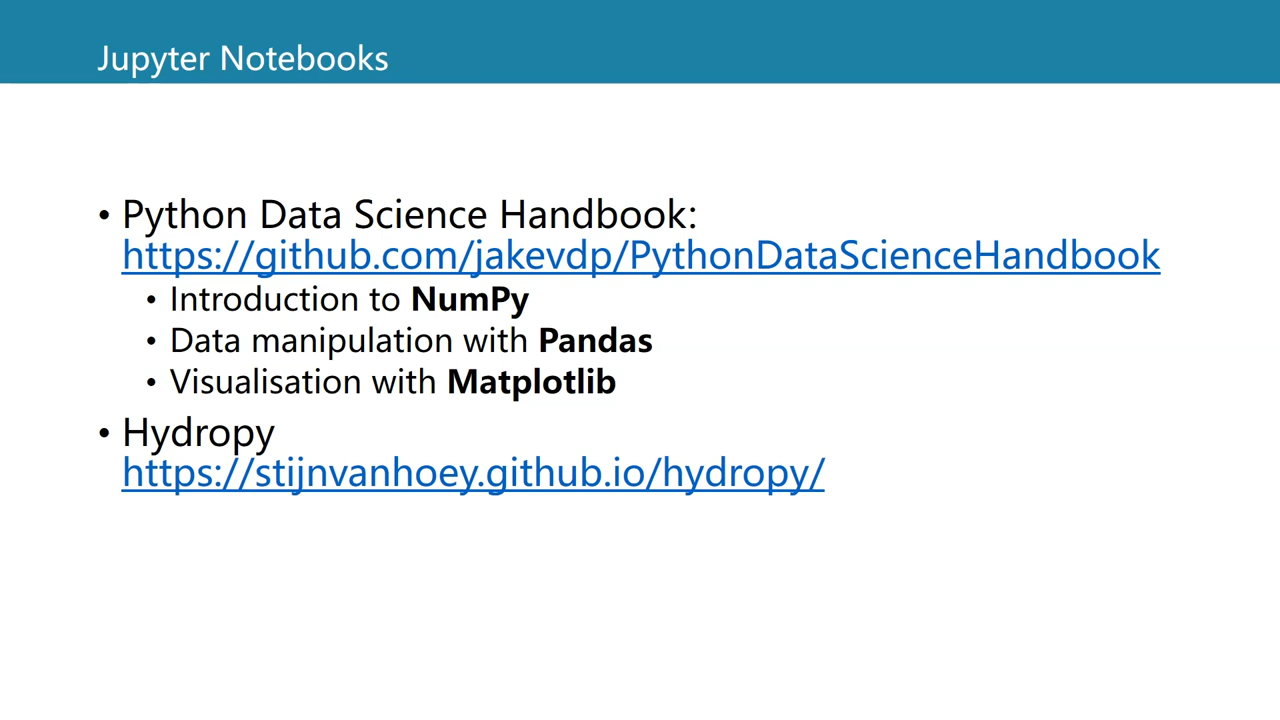 Jupyter Notebooks
• Python Data Science Handbook:
https://github.com/jakevdp/PythonDataScienceHandbook
• Introduction to NumPy
• Data manipulation with Pandas
• Visualisation with Matplotlib
• Hydropy
https://stijnvanhoey.github.io/hydropy/